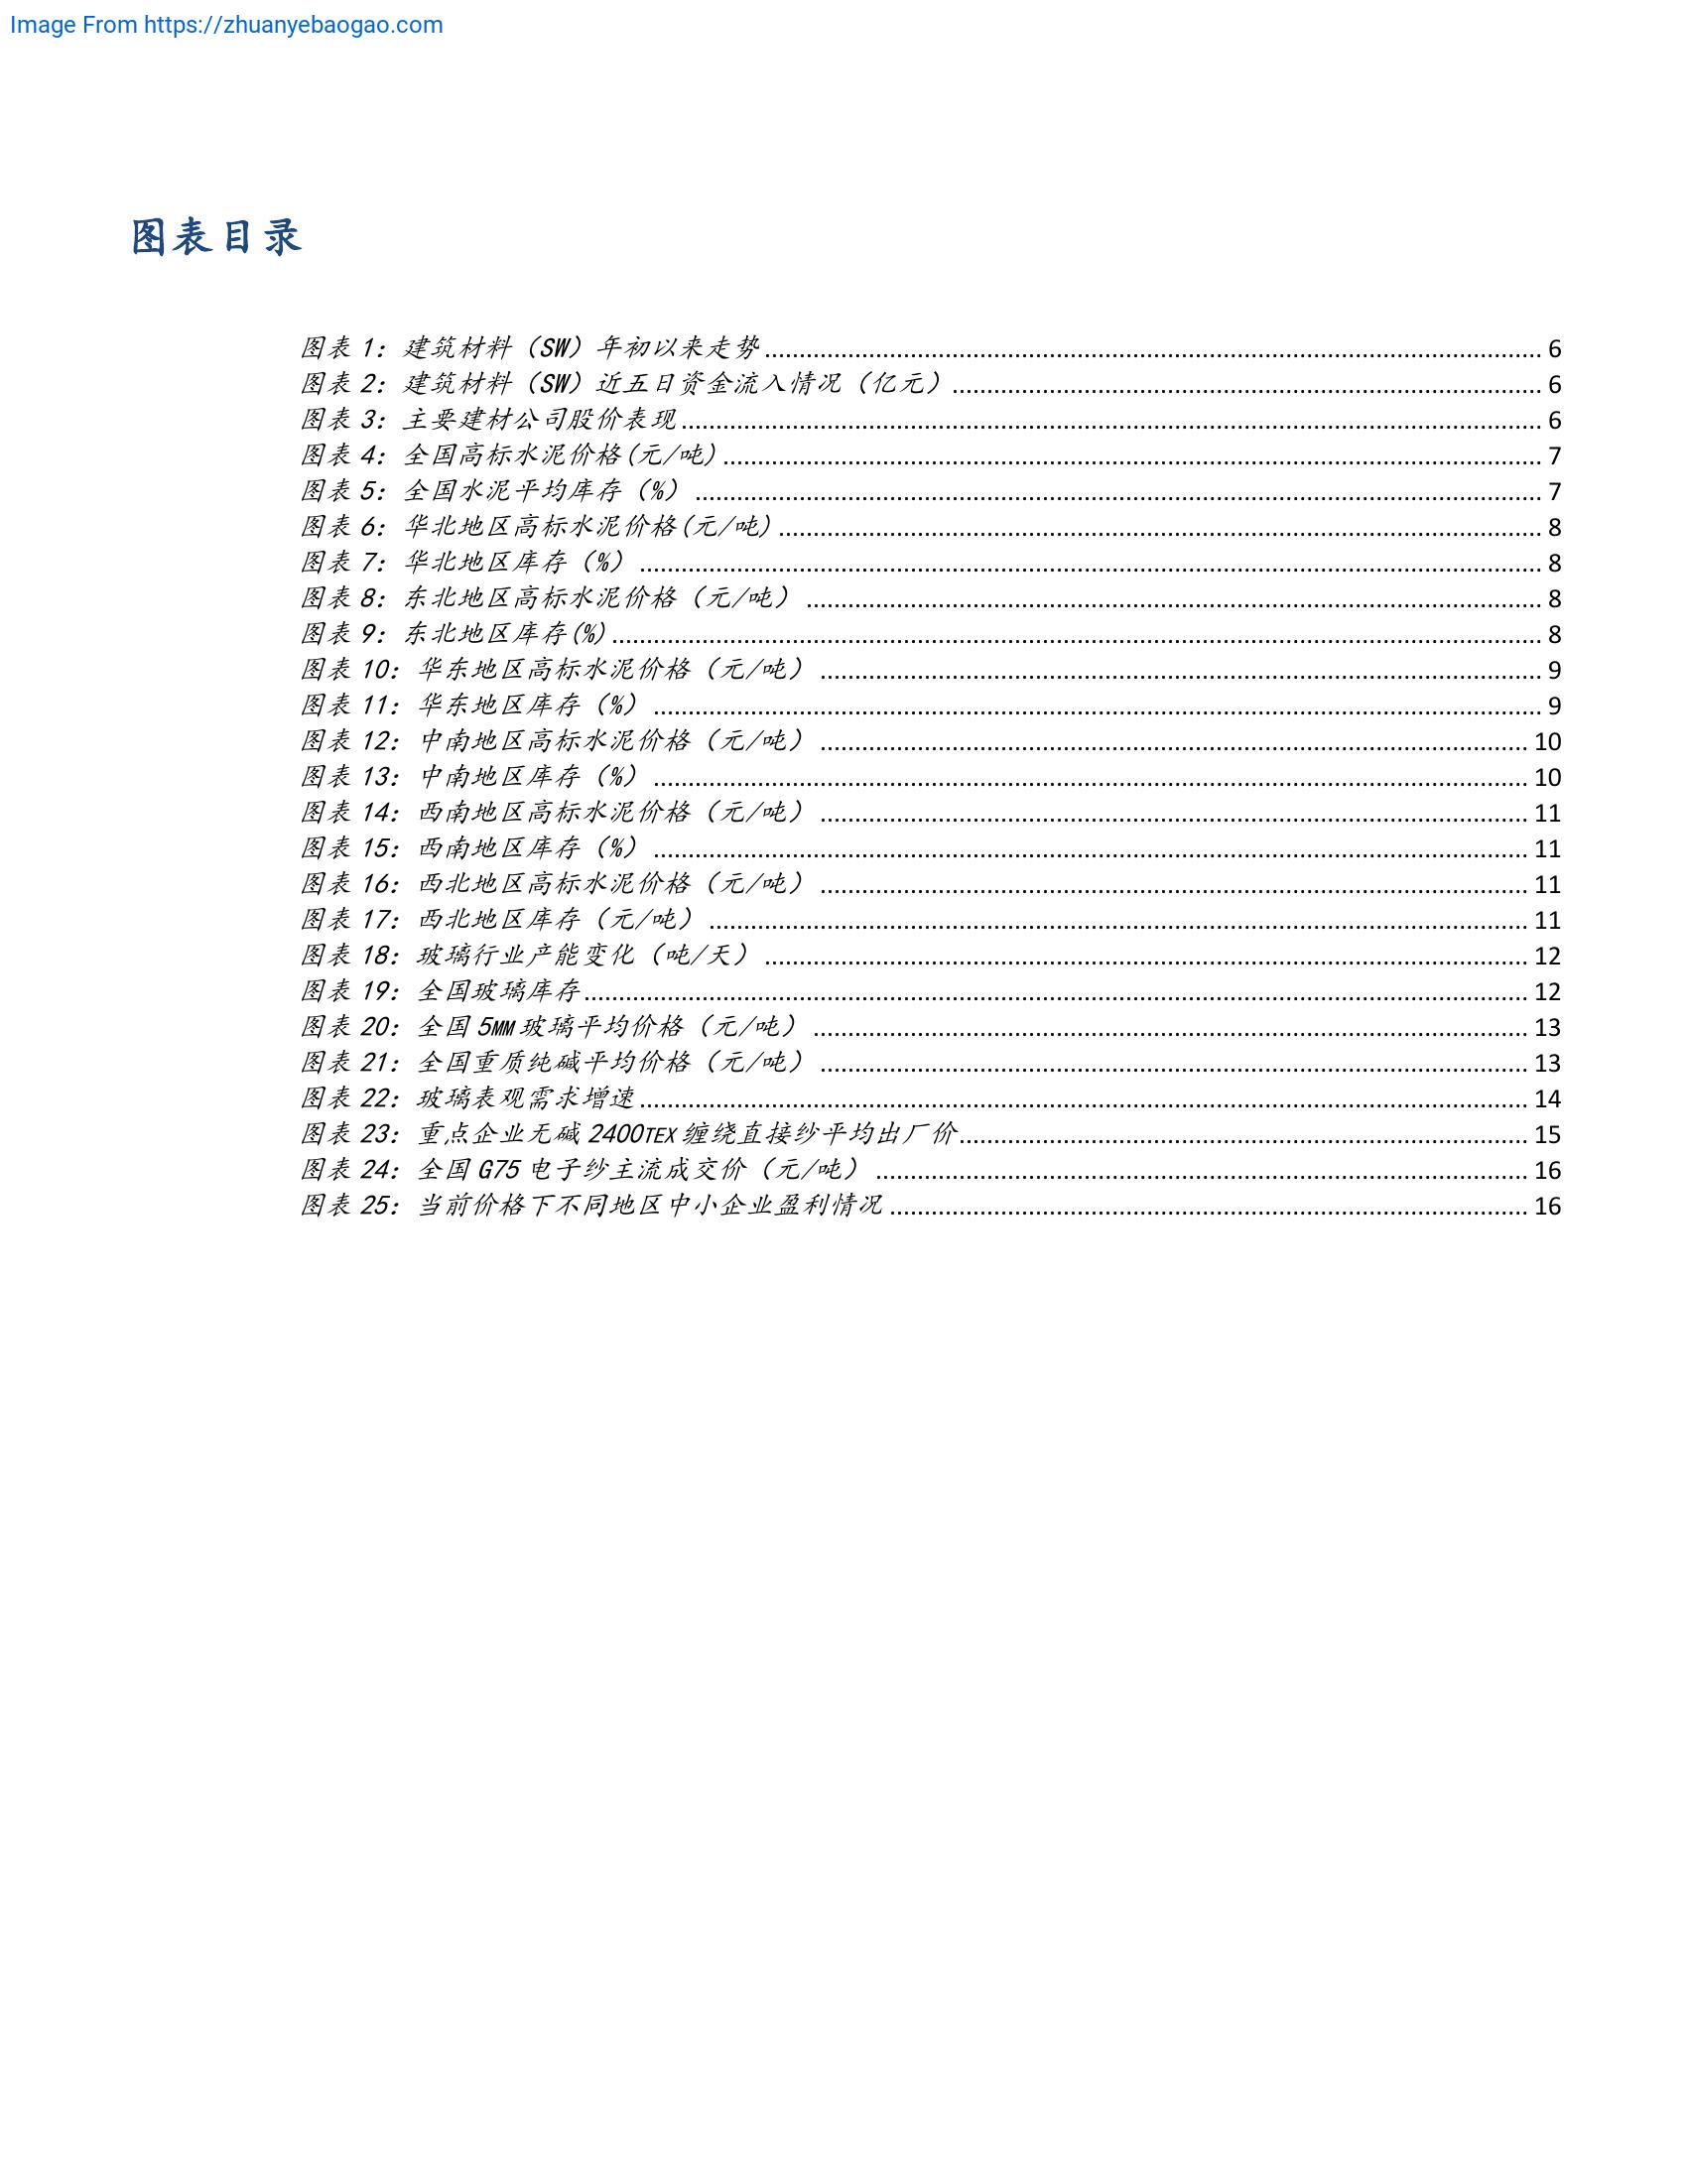 Image From https://zhuanyebaogao.com
图表目录
图表 1：建筑材料（SW）年初以来走势 6
图表 2：建筑材料（SW）近五日资金流入情况（亿元） 6
图表 3：主要建材公司股价表现 6
图表 4：全国高标水泥价格(元/吨) 7
图表 5：全国水泥平均库存（%） 7
图表 6：华北地区高标水泥价格(元/吨) 8
图表 7：华北地区库存（%） 8
图表 8：东北地区高标水泥价格（元/吨） 8
图表 9：东北地区库存(%) 8
图表 10：华东地区高标水泥价格（元/吨） 9
图表 11：华东地区库存（%） 9
图表 12：中南地区高标水泥价格（元/吨） 10
图表 13：中南地区库存（%） 10
图表 14：西南地区高标水泥价格（元/吨） 11
图表 15：西南地区库存（%） 11
图表 16：西北地区高标水泥价格（元/吨） 11
图表 17：西北地区库存（元/吨） 11
图表 18：玻璃行业产能变化（吨/天） 12
图表 19：全国玻璃库存 12
图表 20：全国 5MM 玻璃平均价格（元/吨） 13
图表 21：全国重质纯碱平均价格（元/吨） 13
图表 22：玻璃表观需求增速 14
图表 23：重点企业无碱 2400TEX 缠绕直接纱平均出厂价 15
图表 24：全国 G75 电子纱主流成交价（元/吨） 16
图表 25：当前价格下不同地区中小企业盈利情况 16